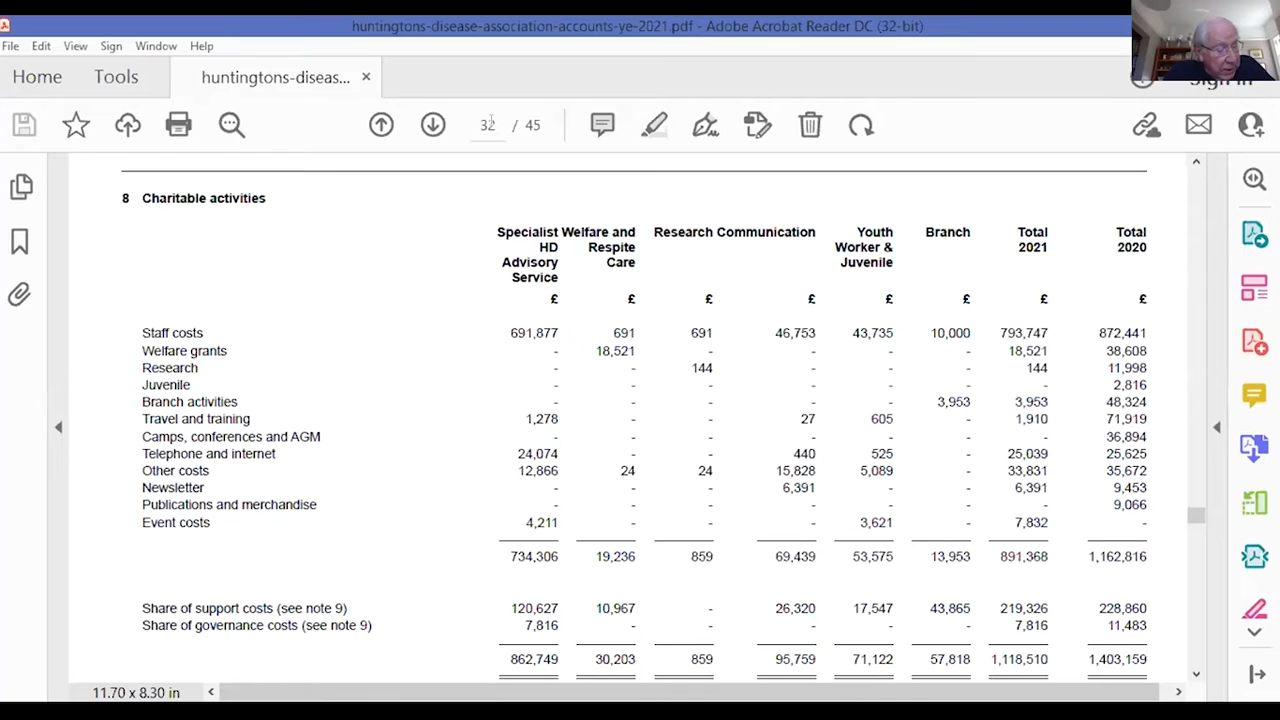 huntingtons-disease-association-accounts-ye-2021.pdf - Adobe Acrobat Reader DC (32-bit)
File Edit View Sign Window Help
Home Tools huntingtons-diseas... ×
32 / 45
8 Charitable activities
Specialist HD Advisory Service Welfare and Respite Care Research Communication Youth Worker & Juvenile Branch Total 2021 Total 2020
£ £ £ £ £ £ £ £
Staff costs 691,877 691 691 46,753 43,735 10,000 793,747 872,441
Welfare grants - 18,521 - - - - 18,521 38,608
Research - - 144 - - - 144 11,998
Juvenile - - - - - - - 2,816
Branch activities - - - - - 3,953 3,953 48,324
Travel and training 1,278 - - 27 605 - 1,910 71,919
Camps, conferences and AGM - - - - - - - 36,894
Telephone and internet 24,074 - - 440 525 - 25,039 25,625
Other costs 12,866 24 24 15,828 5,089 - 33,831 35,672
Newsletter - - - 6,391 - - 6,391 9,453
Publications and merchandise - - - - - - - 9,066
Event costs 4,211 - - - 3,621 - 7,832 -
734,306 19,236 859 69,439 53,575 13,953 891,368 1,162,816
Share of support costs (see note 9) 120,627 10,967 - 26,320 17,547 43,865 219,326 228,860
Share of governance costs (see note 9) 7,816 - - - - - 7,816 11,483
862,749 30,203 859 95,759 71,122 57,818 1,118,510 1,403,159
11.70 x 8.30 in